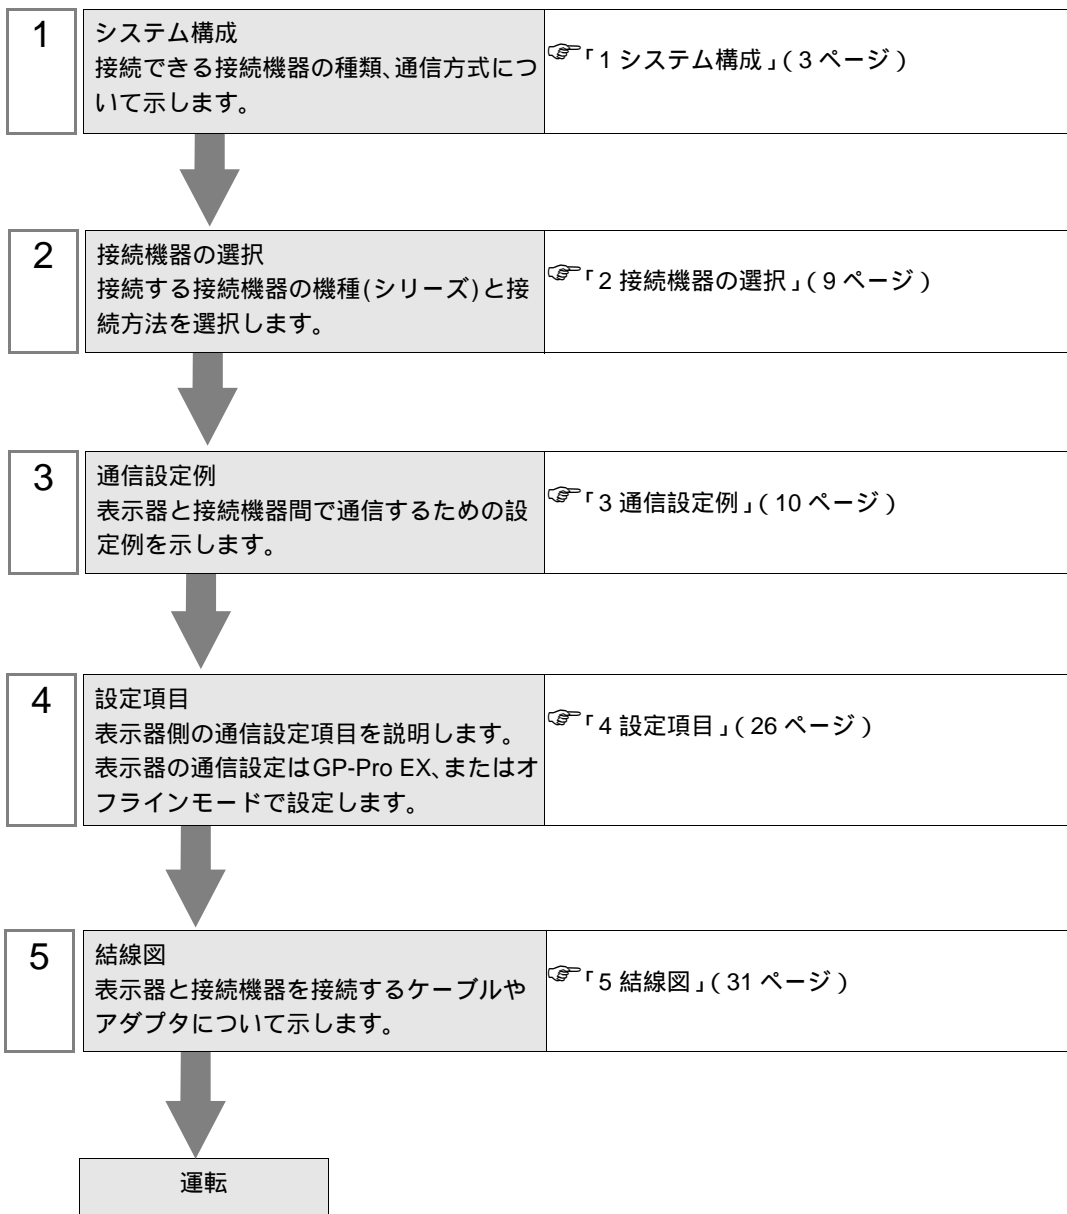 1
システム構成
接続できる接続機器の種類、通信方式につ
いて示します。
☞「1 システム構成」(3 ページ)
2
接続機器の選択
接続する接続機器の機種(シリーズ)と接
続方法を選択します。
☞「2 接続機器の選択」(9 ページ)
3
通信設定例
表示器と接続機器間で通信するための設
定例を示します。
☞「3 通信設定例」(10 ページ)
4
設定項目
表示器側の通信設定項目を説明します。
表示器の通信設定はGP-Pro EX、またはオ
フラインモードで設定します。
☞「4 設定項目」(26 ページ)
5
結線図
表示器と接続機器を接続するケーブルや
アダプタについて示します。
☞「5 結線図」(31 ページ)
運転